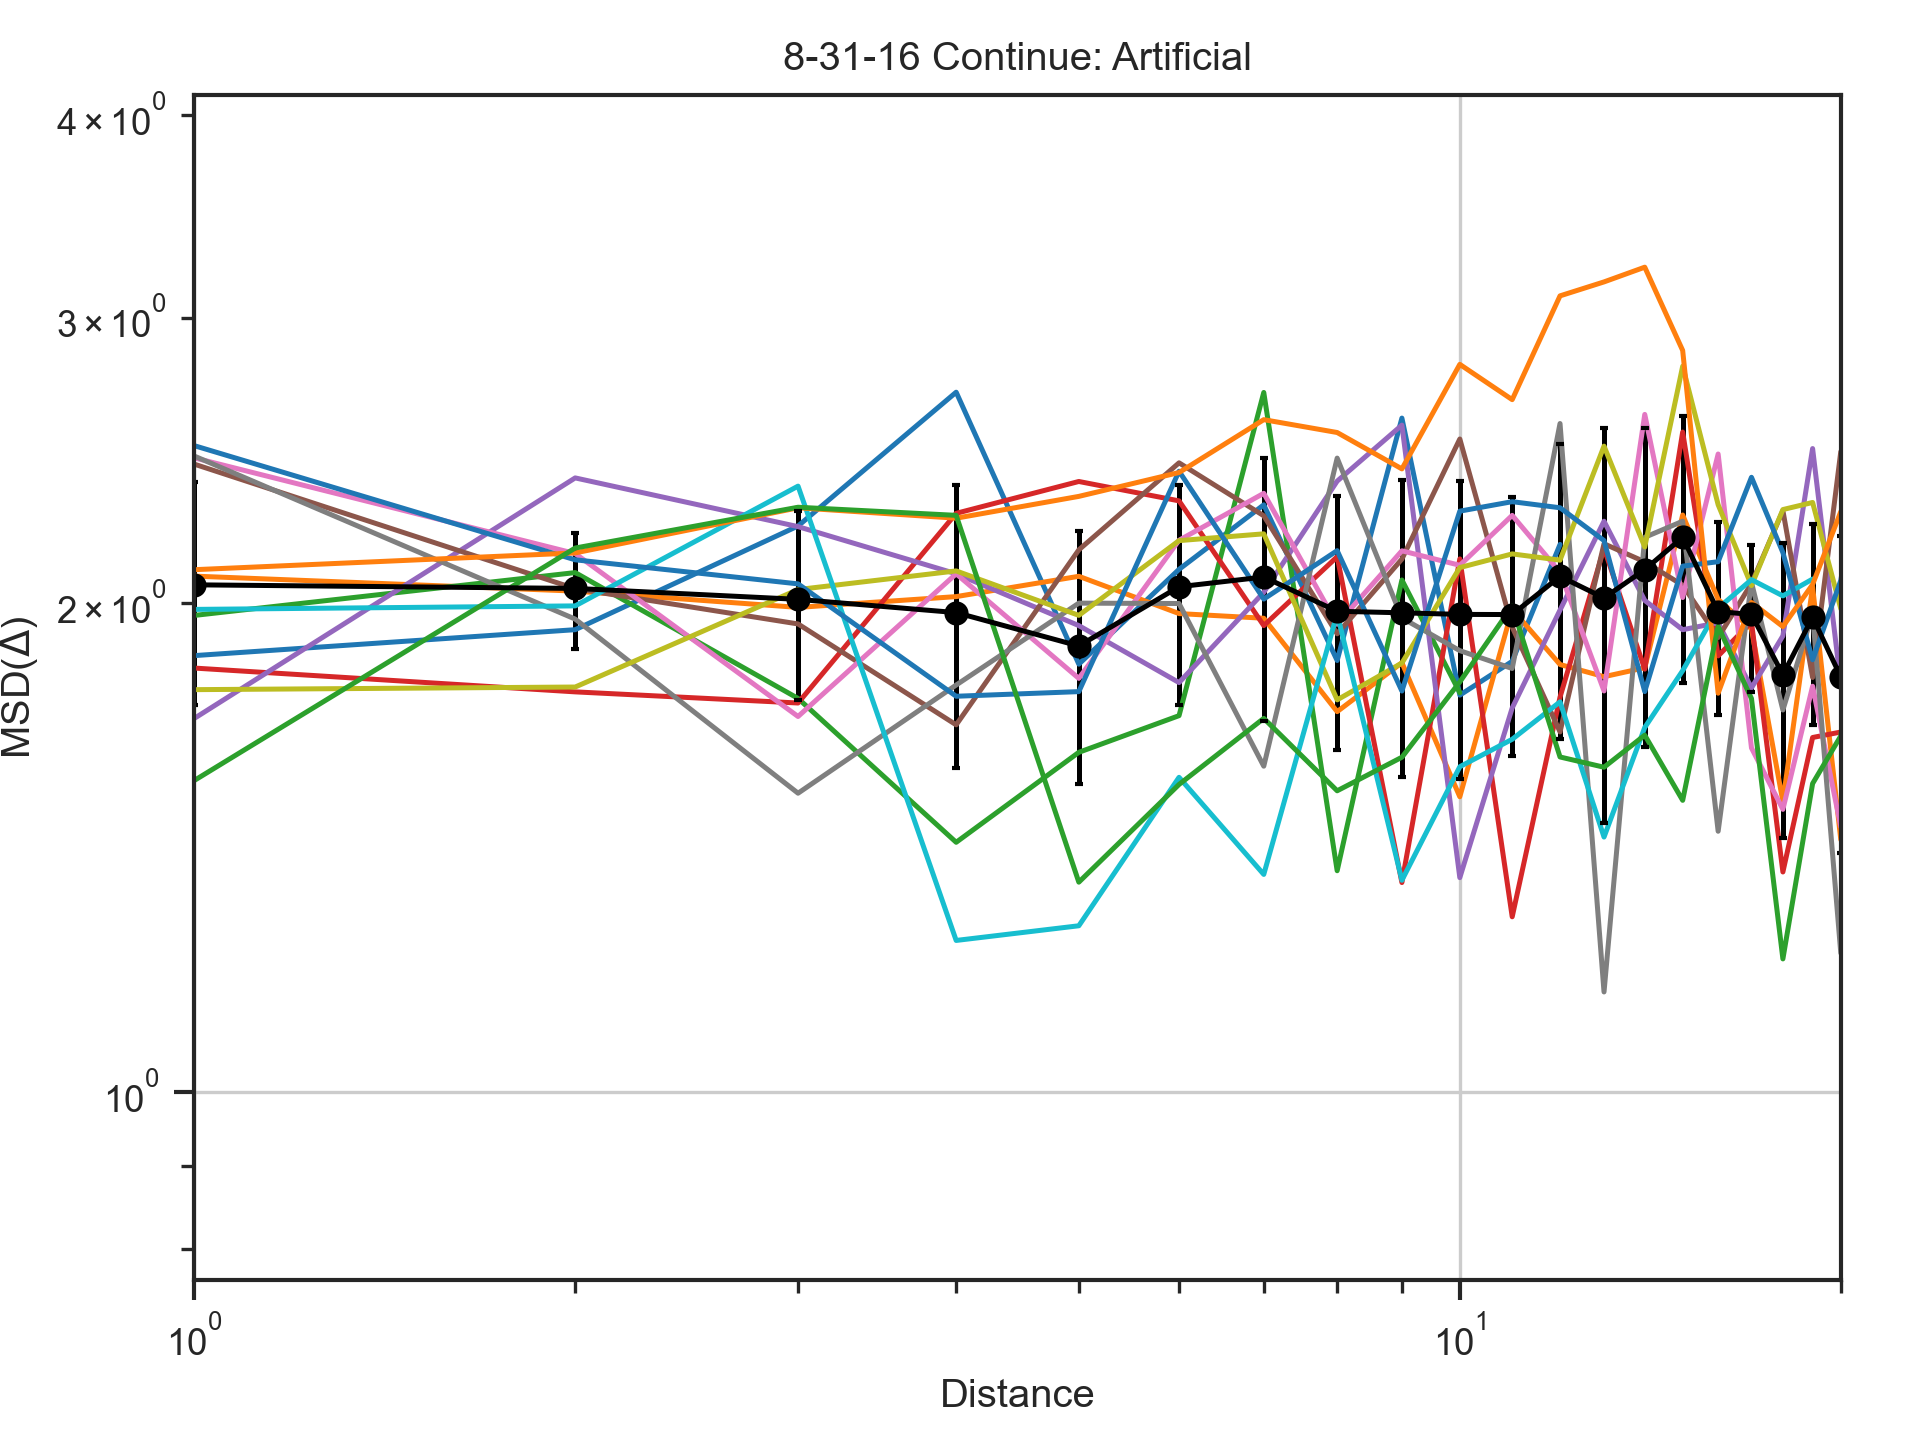 8-31-16 Continue: Artificial
4 × 10⁰
3 × 10⁰
2 × 10⁰
10⁰
MSD(Δ)
10⁰
10¹
Distance